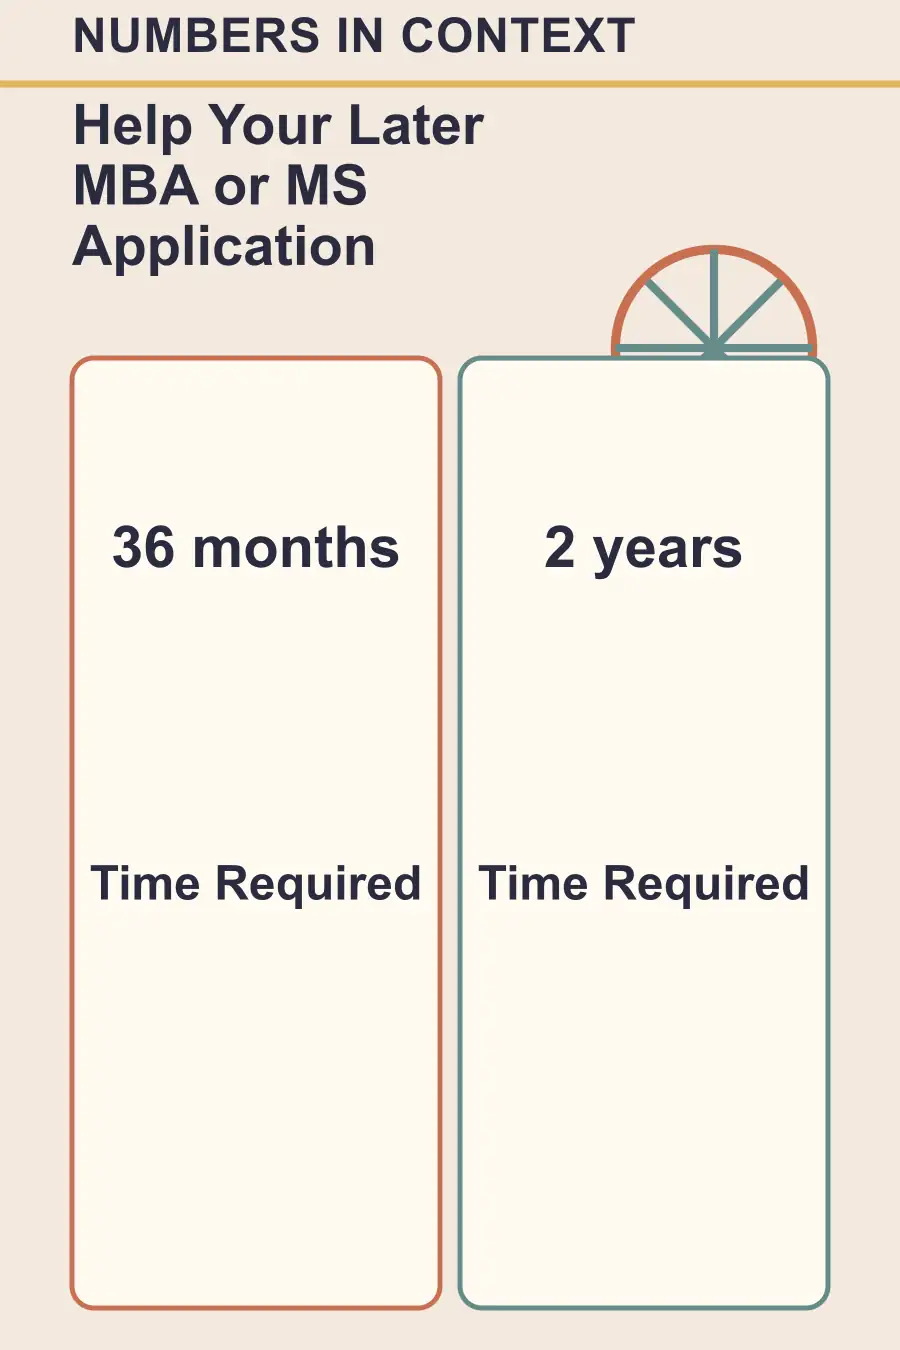 NUMBERS IN CONTEXT
Help Your Later
MBA or MS
Application
36 months
Time Required
2 years
Time Required